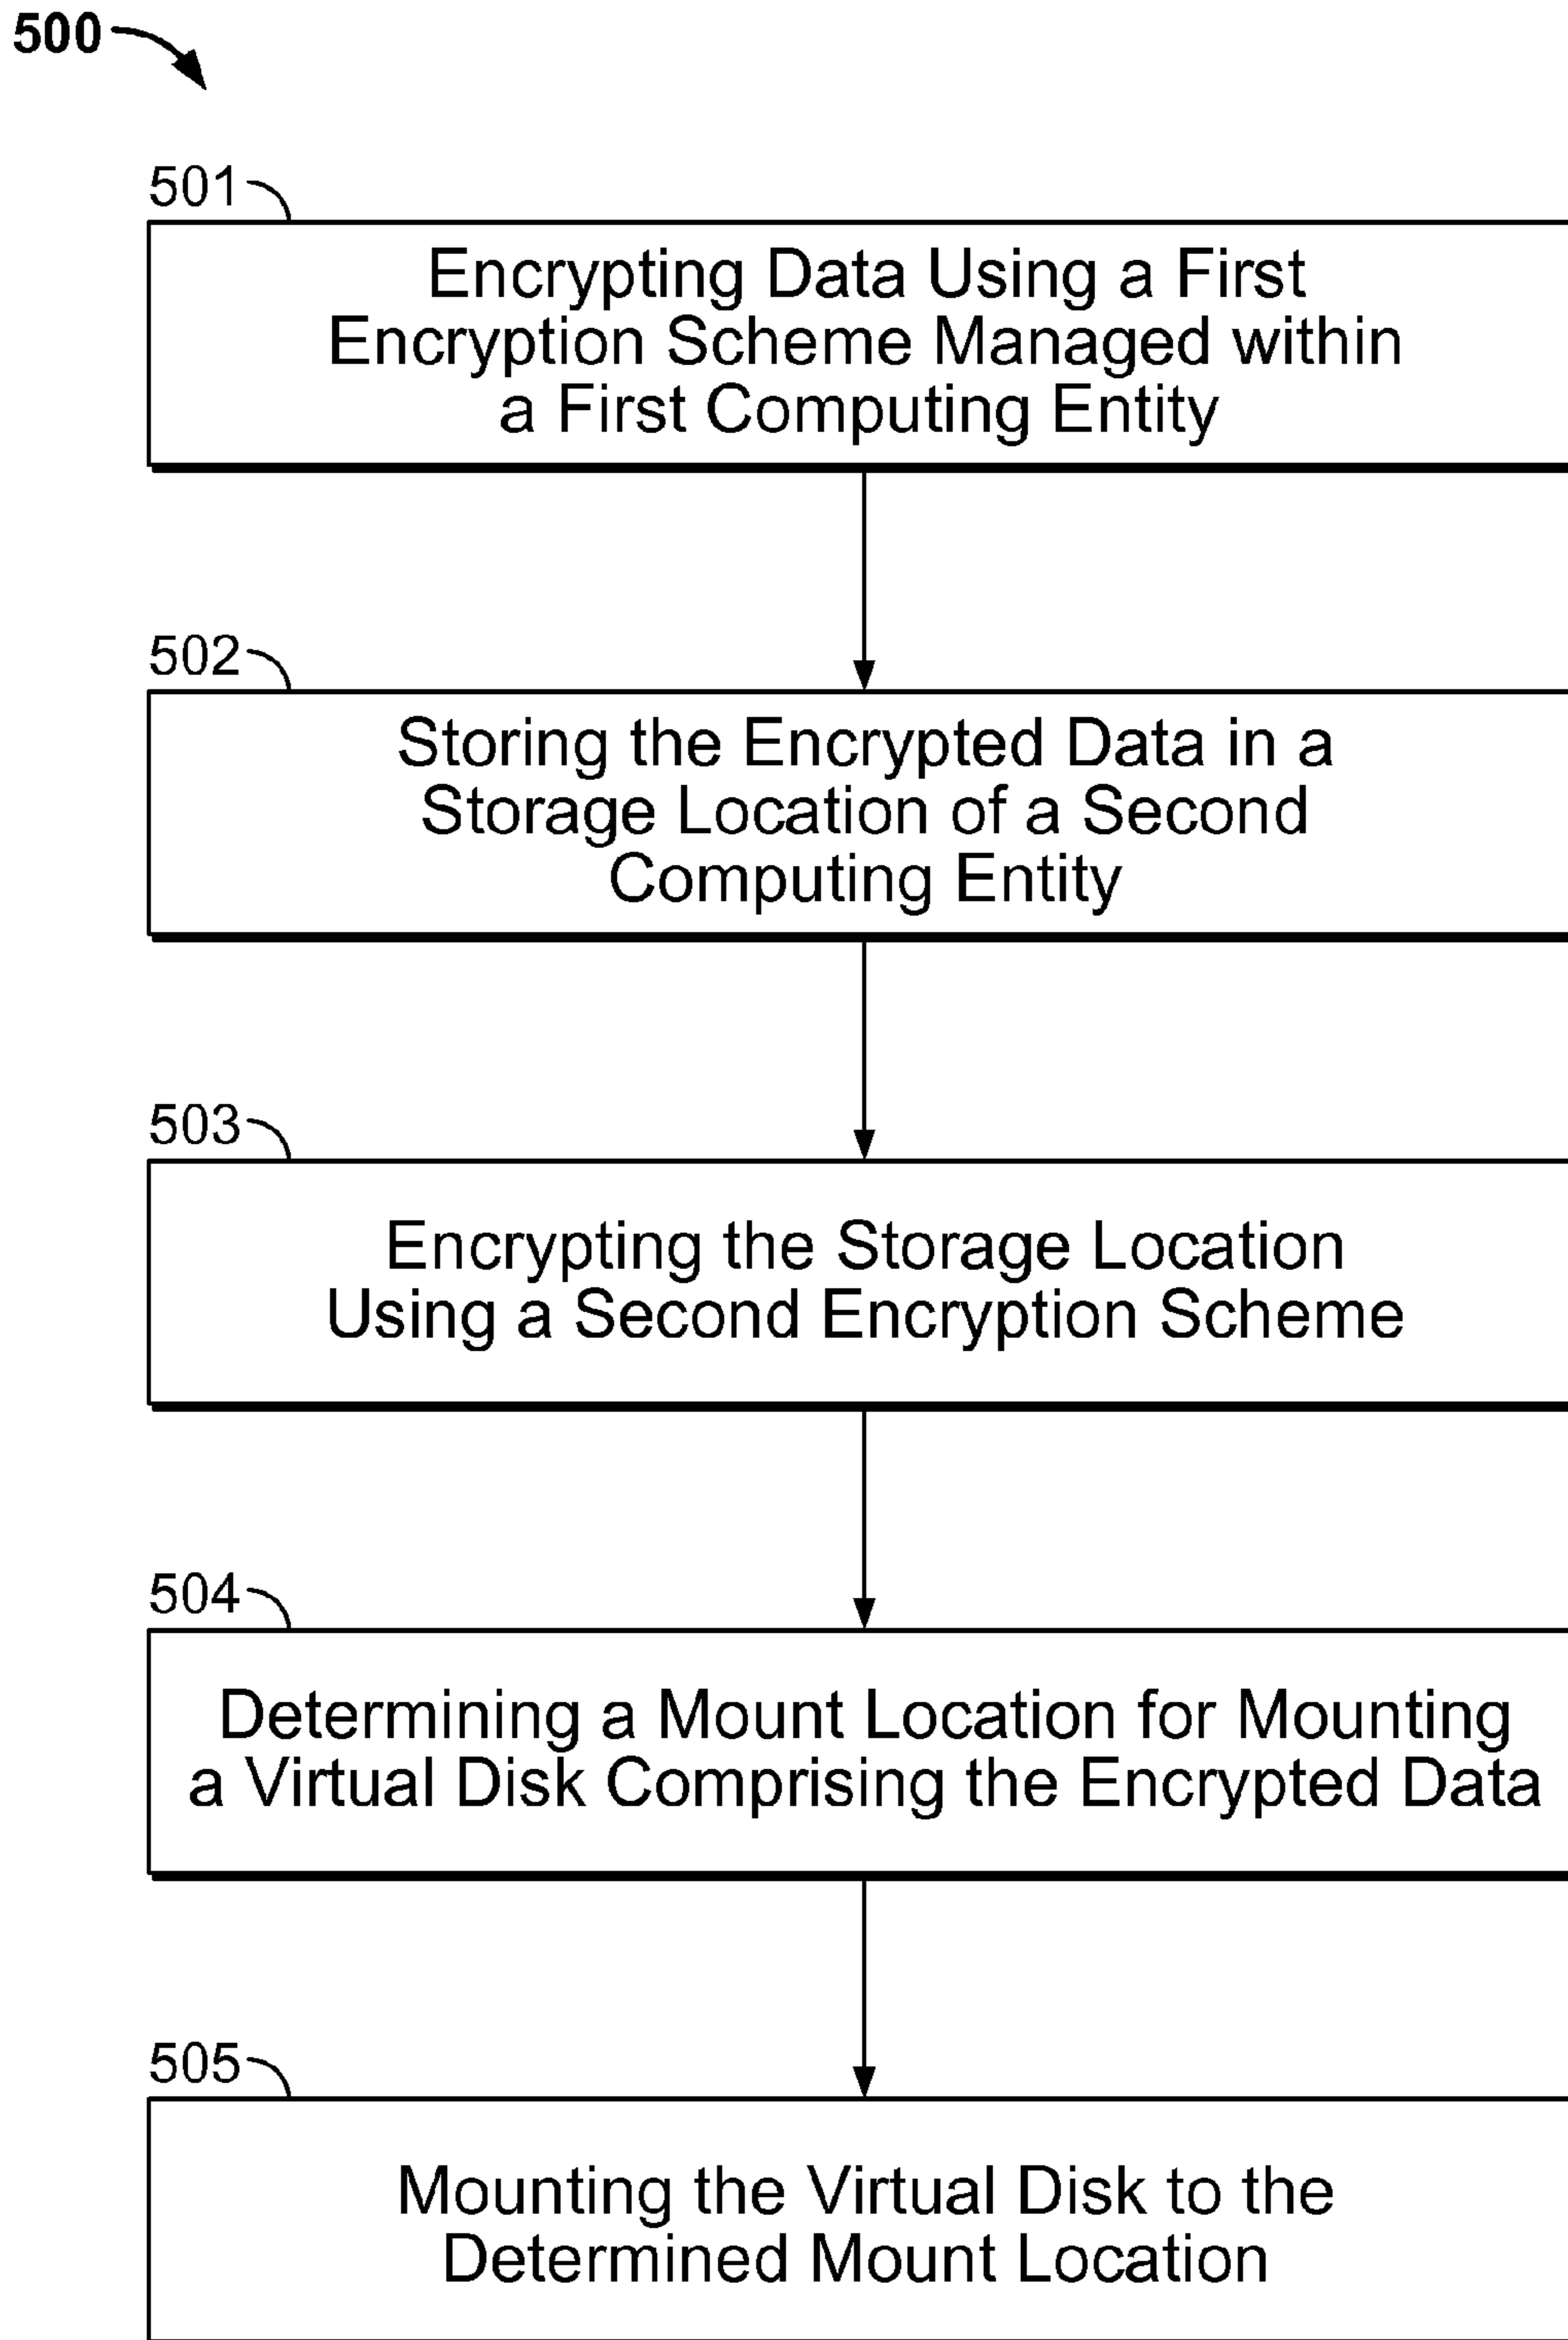 500
501
Encrypting Data Using a First
Encryption Scheme Managed within
a First Computing Entity
502
Storing the Encrypted Data in a
Storage Location of a Second
Computing Entity
503
Encrypting the Storage Location
Using a Second Encryption Scheme
504
Determining a Mount Location for Mounting
a Virtual Disk Comprising the Encrypted Data
505
Mounting the Virtual Disk to the
Determined Mount Location